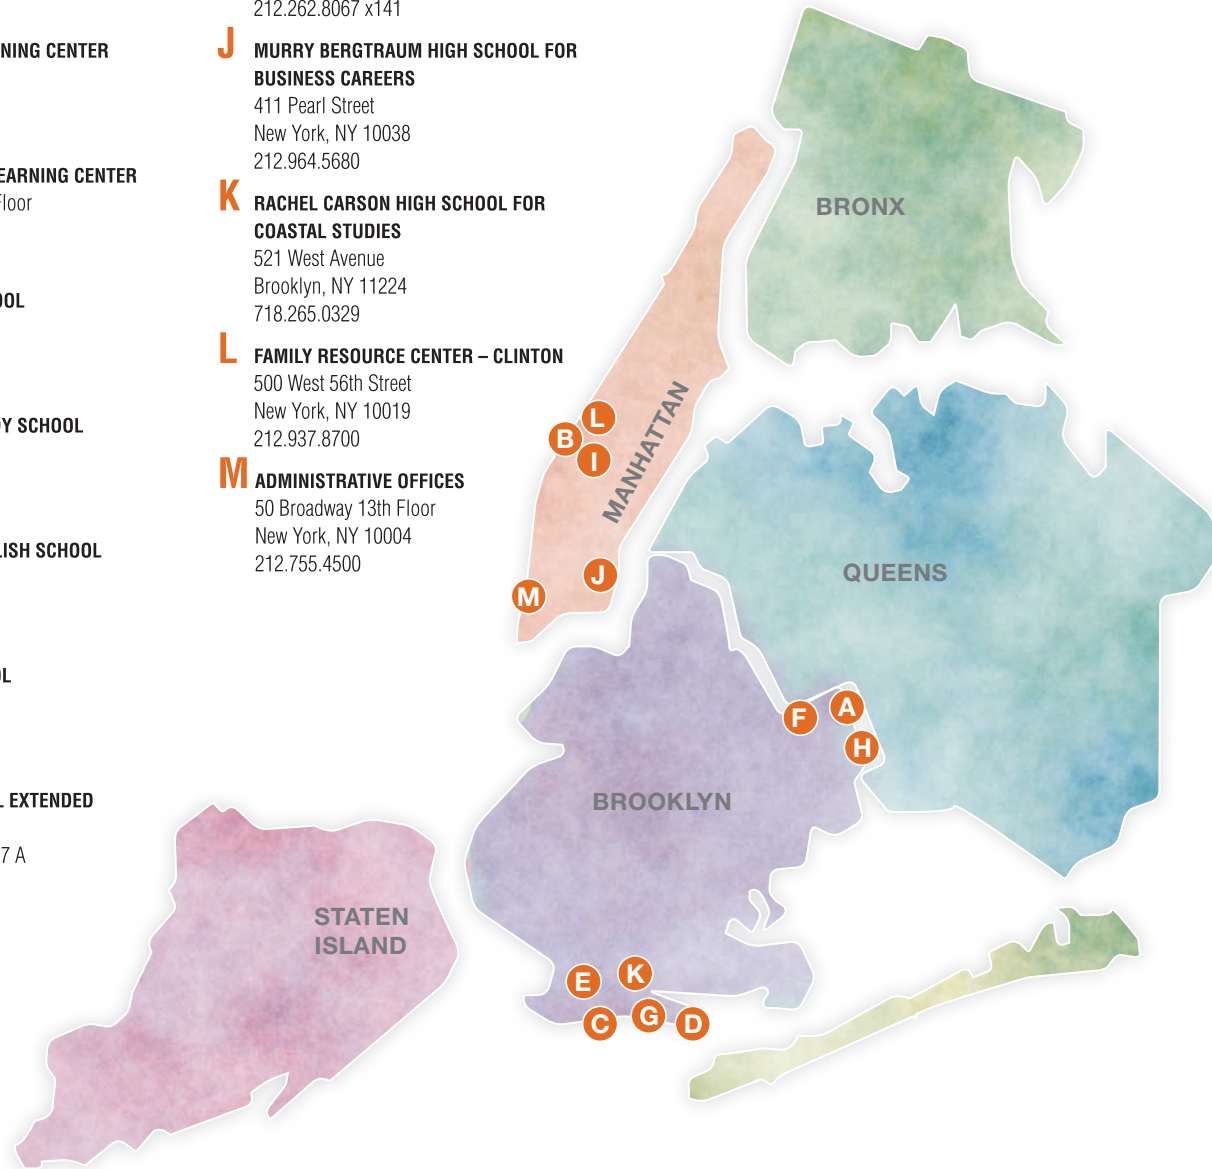 NING CENTER
EARNING CENTER
Floor
OOL
DY SCHOOL
LISH SCHOOL
OL
L EXTENDED
7 A
212.262.8067 x141
J MURRY BERGTRAUM HIGH SCHOOL FOR
BUSINESS CAREERS
411 Pearl Street
New York, NY 10038
212.964.5680
K RACHEL CARSON HIGH SCHOOL FOR
COASTAL STUDIES
521 West Avenue
Brooklyn, NY 11224
718.265.0329
L FAMILY RESOURCE CENTER – CLINTON
500 West 56th Street
New York, NY 10019
212.937.8700
M ADMINISTRATIVE OFFICES
50 Broadway 13th Floor
New York, NY 10004
212.755.4500
BRONX
MANHATTAN
L
B
I
J
M
QUEENS
F
A
H
BROOKLYN
E
K
C
G
D
STATEN
ISLAND